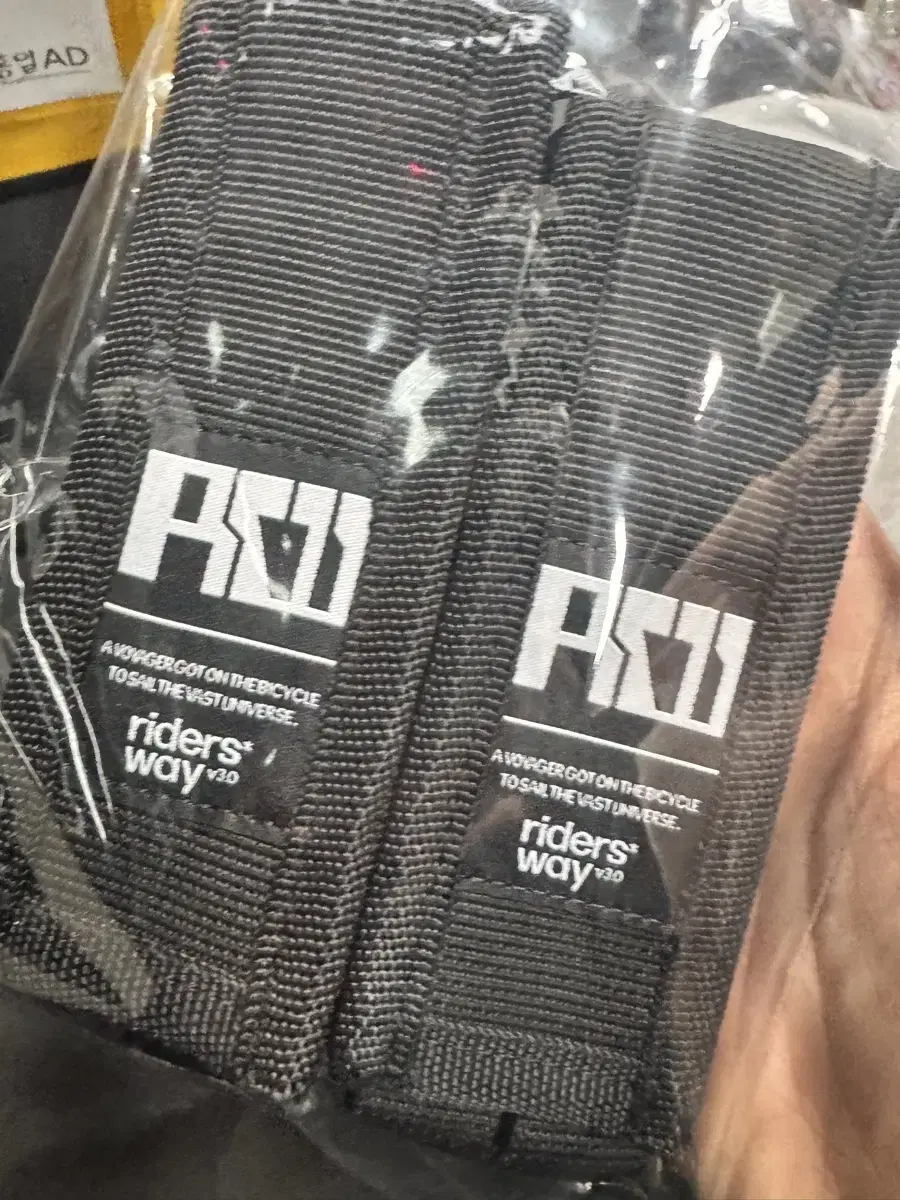 AD
A VOYAGER GOT ON THE BICYCLE
TO SAIL THE VAST UNIVERSE.
riders*
way v3.0
A VOYAGER GOT ON THE BICYCLE
TO SAIL THE VAST UNIVERSE.
riders*
way v3.0